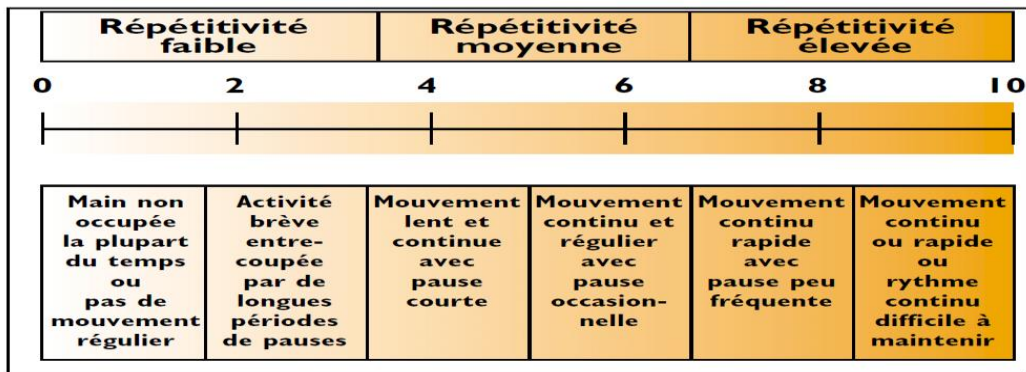 Répétitivité
faible
Répétitivité
moyenne
Répétitivité
élevée
0 2 4 6 8 10
Main non
occupée
la plupart
du temps
ou
pas de
mouvement
régulier
Activité
brève
entre-
coupée
par de
longues
périodes
de pauses
Mouvement
lent et
continue
avec
pause
courte
Mouvement
continu et
régulier
avec
pause
occasion-
nelle
Mouvement
continu
rapide
avec
pause peu
fréquente
Mouvement
continu
ou rapide
ou
rythme
continu
difficile à
maintenir